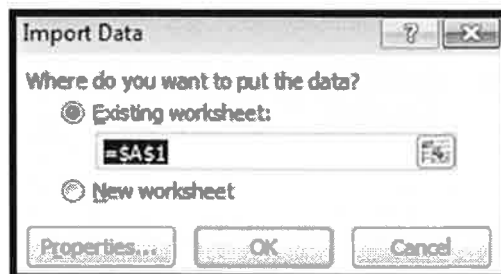 Import Data
Where do you want to put the data?
Existing worksheet:
=$A$1
New worksheet
Properties... OK Cancel